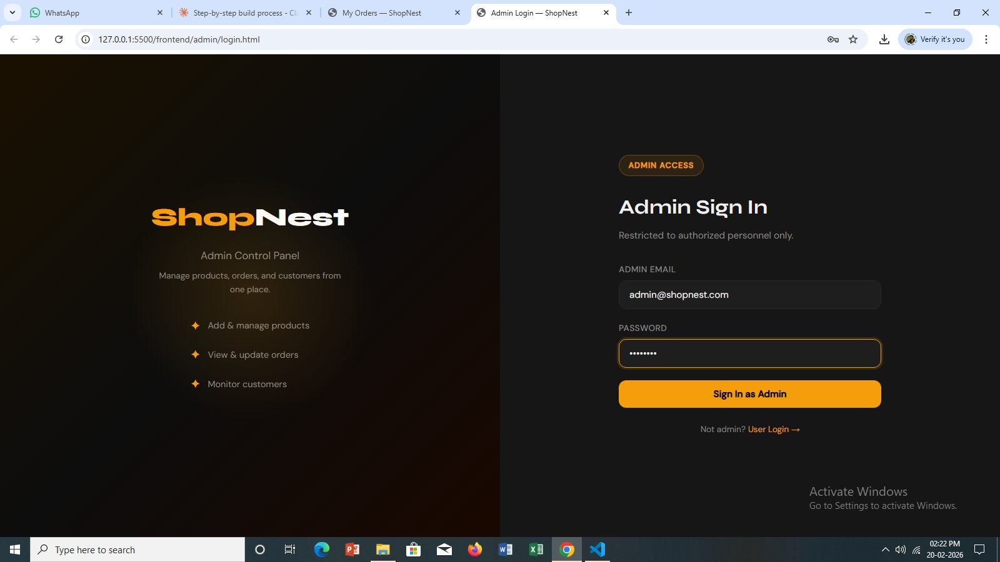 WhatsApp
Step-by-step build process - Cla
My Orders — ShopNest
Admin Login — ShopNest
127.0.0.1:5500/frontend/admin/login.html
Verify it's you
ShopNest
Admin Control Panel
Manage products, orders, and customers from
one place.
Add & manage products
View & update orders
Monitor customers
ADMIN ACCESS
Admin Sign In
Restricted to authorized personnel only.
ADMIN EMAIL
admin@shopnest.com
PASSWORD
••••••••
Sign In as Admin
Not admin? User Login →
Activate Windows
Go to Settings to activate Windows.
Type here to search
02:22 PM
20-02-2026